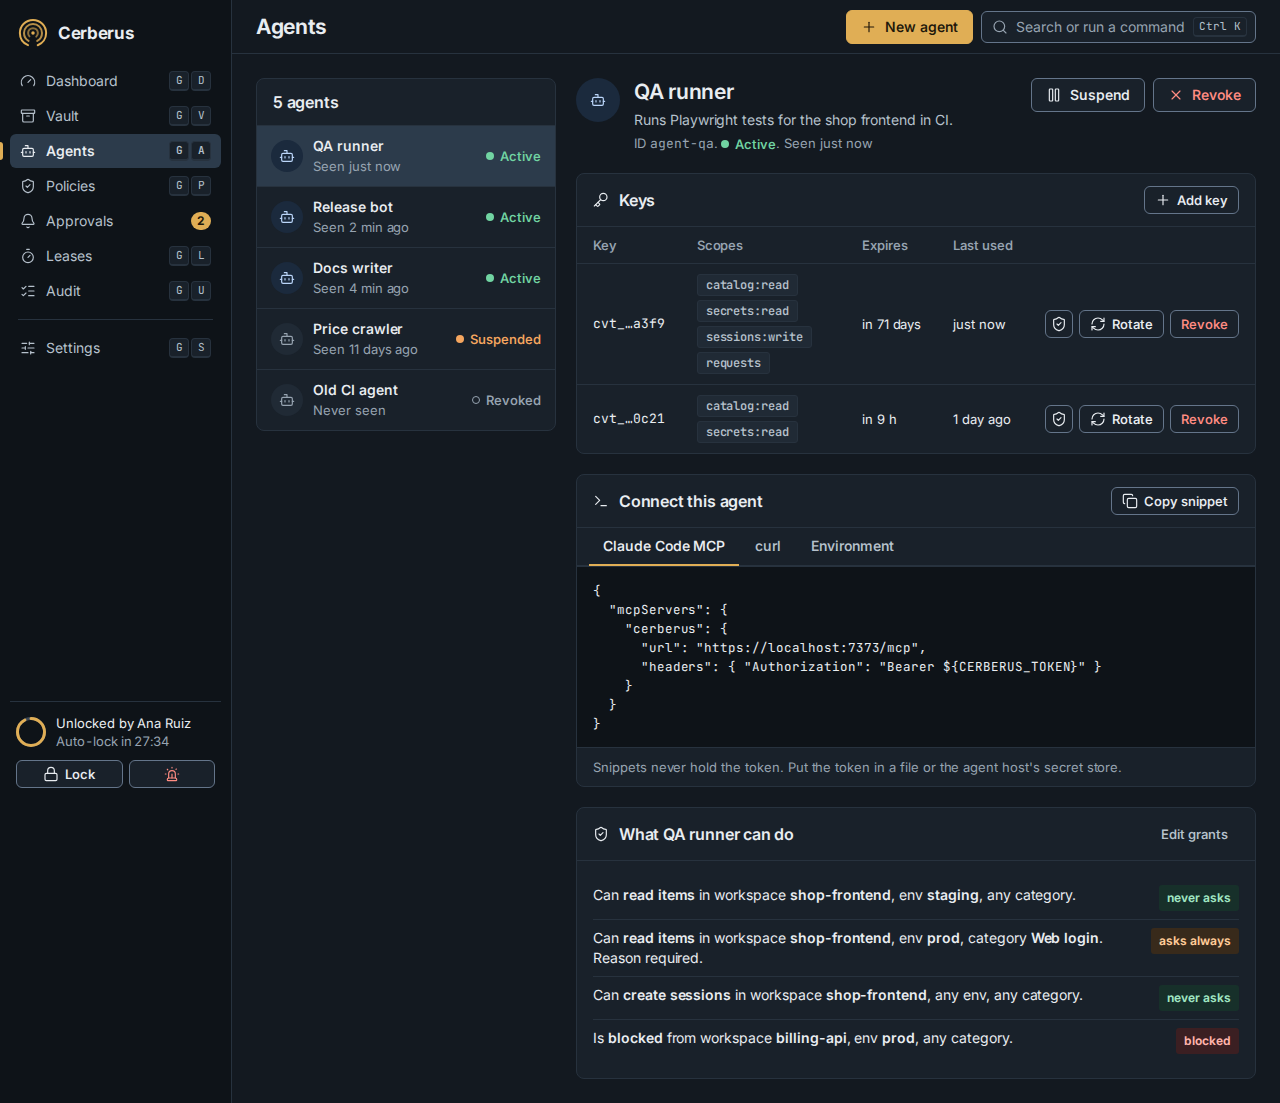 Cerberus
Dashboard G D
Vault G V
Agents G A
Policies G P
Approvals 2
Leases G L
Audit G U
Settings G S
Unlocked by Ana Ruiz
Auto-lock in 27:34
Lock
Agents
New agent
Search or run a command Ctrl K
5 agents
QA runner
Seen just now
Active
Release bot
Seen 2 min ago
Active
Docs writer
Seen 4 min ago
Active
Price crawler
Seen 11 days ago
Suspended
Old CI agent
Never seen
Revoked
QA runner
Runs Playwright tests for the shop frontend in CI.
ID agent-qa. Active. Seen just now
Suspend
Revoke
Keys
Add key
Key Scopes Expires Last used
cvt_…a3f9
catalog:read
secrets:read
sessions:write
requests
in 71 days
just now
Rotate
Revoke
cvt_…0c21
catalog:read
secrets:read
in 9 h
1 day ago
Rotate
Revoke
Connect this agent
Copy snippet
Claude Code MCP curl Environment
{
  "mcpServers": {
    "cerberus": {
      "url": "https://localhost:7373/mcp",
      "headers": { "Authorization": "Bearer ${CERBERUS_TOKEN}" }
    }
  }
}
Snippets never hold the token. Put the token in a file or the agent host's secret store.
What QA runner can do
Edit grants
Can read items in workspace shop-frontend, env staging, any category.
never asks
Can read items in workspace shop-frontend, env prod, category Web login.
Reason required.
asks always
Can create sessions in workspace shop-frontend, any env, any category.
never asks
Is blocked from workspace billing-api, env prod, any category.
blocked